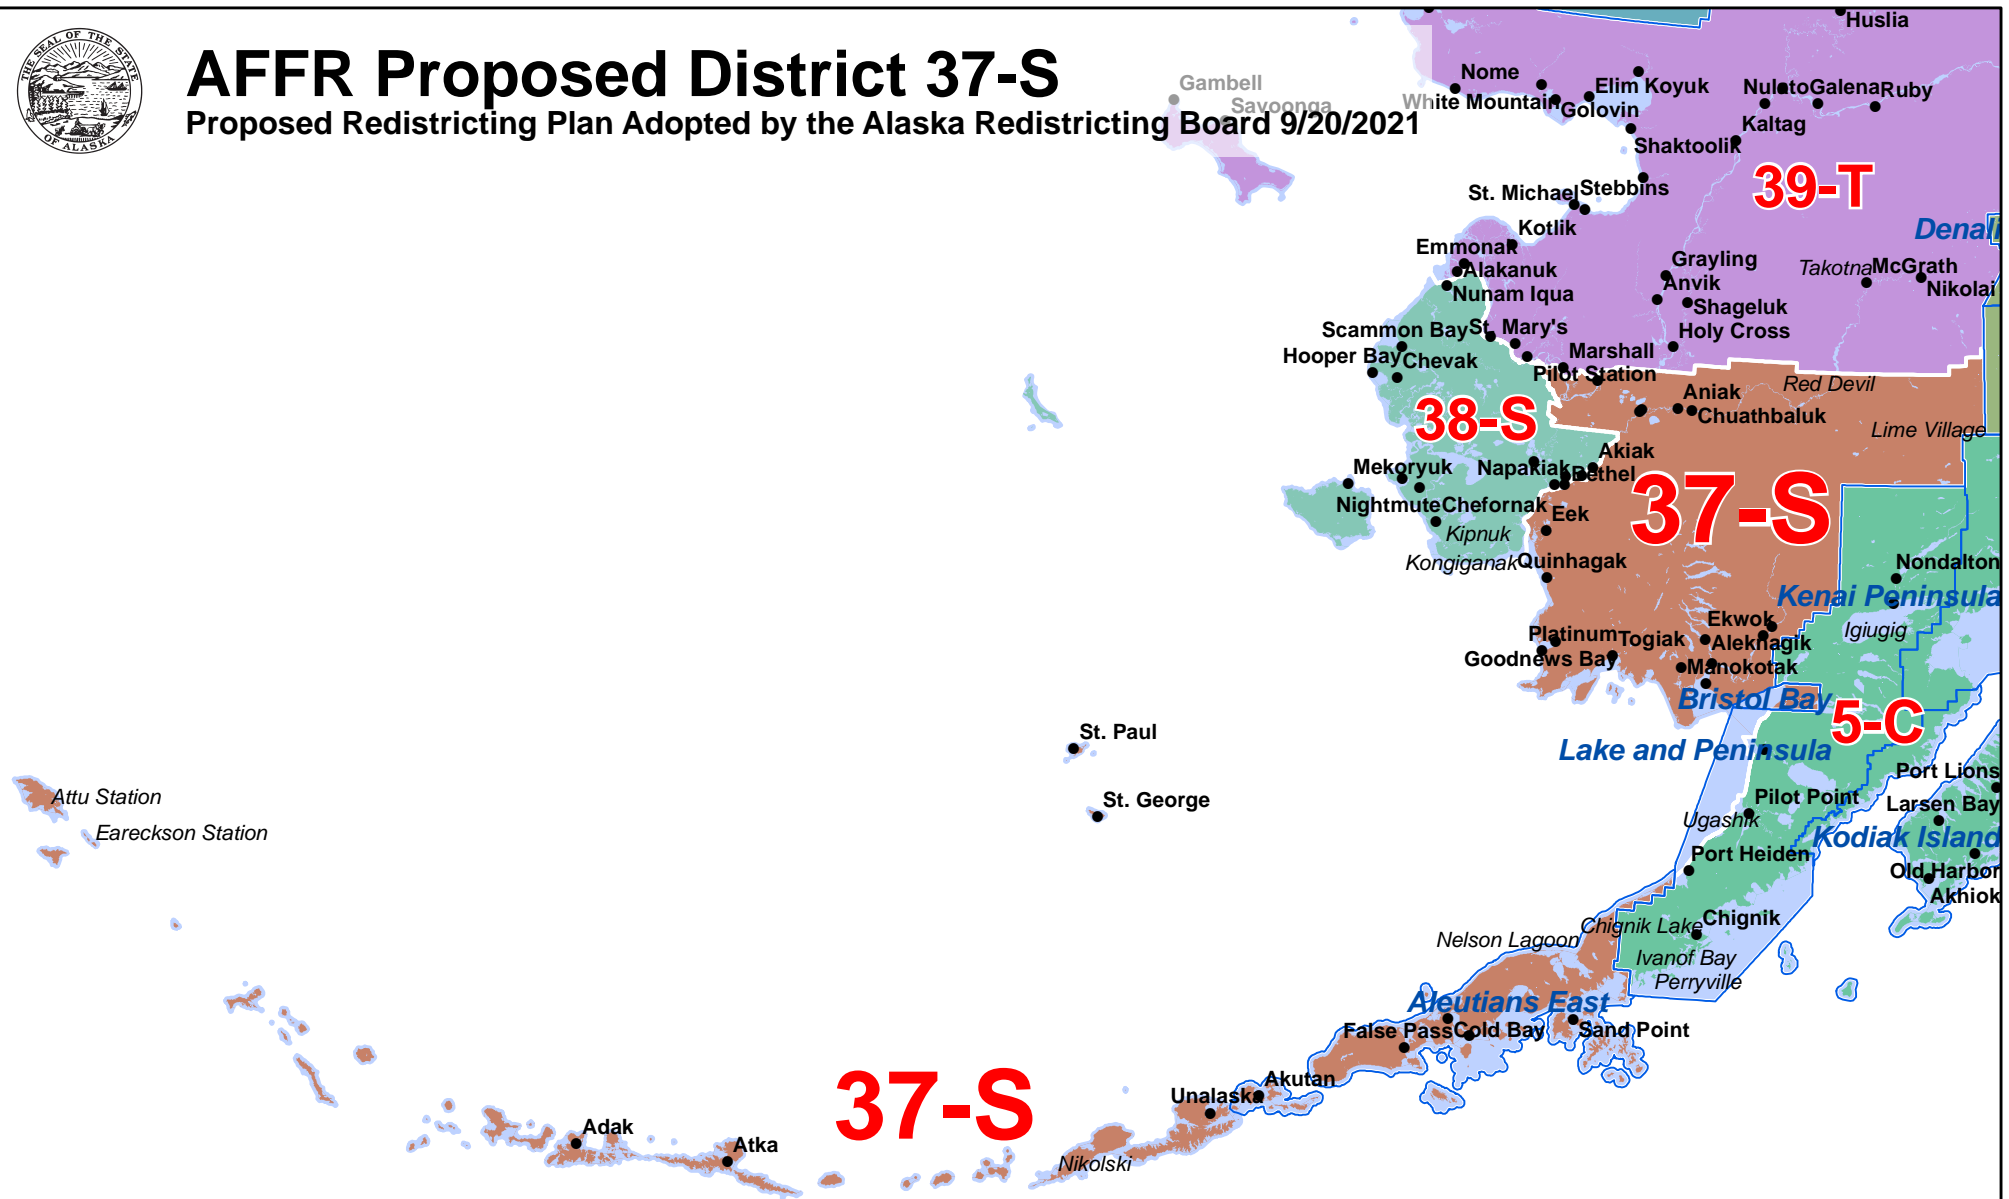 THE SEAL OF THE STATE
OF ALASKA
AFFR Proposed District 37-S
Proposed Redistricting Plan Adopted by the Alaska Redistricting Board 9/20/2021
Huslia
Gambell
Savoonga
Nome
White Mountain
Golovin
Elim
Koyuk
Nulato
Galena
Ruby
Kaltag
Shaktoolik
39-T
St. Michael
Stebbins
Kotlik
Denali
Emmonak
Alakanuk
Nunam Iqua
Grayling
Anvik
Shageluk
Holy Cross
Takotna
McGrath
Nikolai
Scammon Bay
St. Mary's
Hooper Bay
Chevak
Marshall
Pilot Station
Red Devil
Aniak
Chuathbaluk
38-S
Lime Village
Akiak
Mekoryuk
Napakiak
Bethel
37-S
Nightmute
Chefornak
Eek
Kipnuk
Kongiganak
Quinhagak
Nondalton
Kenai Peninsula
Ekwok
Igiugig
Platinum
Togiak
Aleknagik
Goodnews Bay
Manokotak
Bristol Bay
5-C
St. Paul
Lake and Peninsula
Port Lions
Attu Station
St. George
Pilot Point
Larsen Bay
Ugashik
Eareckson Station
Kodiak Island
Port Heiden
Old Harbor
Akhiok
Chignik Lake
Chignik
Nelson Lagoon
Ivanof Bay
Perryville
Aleutians East
False Pass
Cold Bay
Sand Point
Akutan
Unalaska
37-S
Adak
Atka
Nikolski